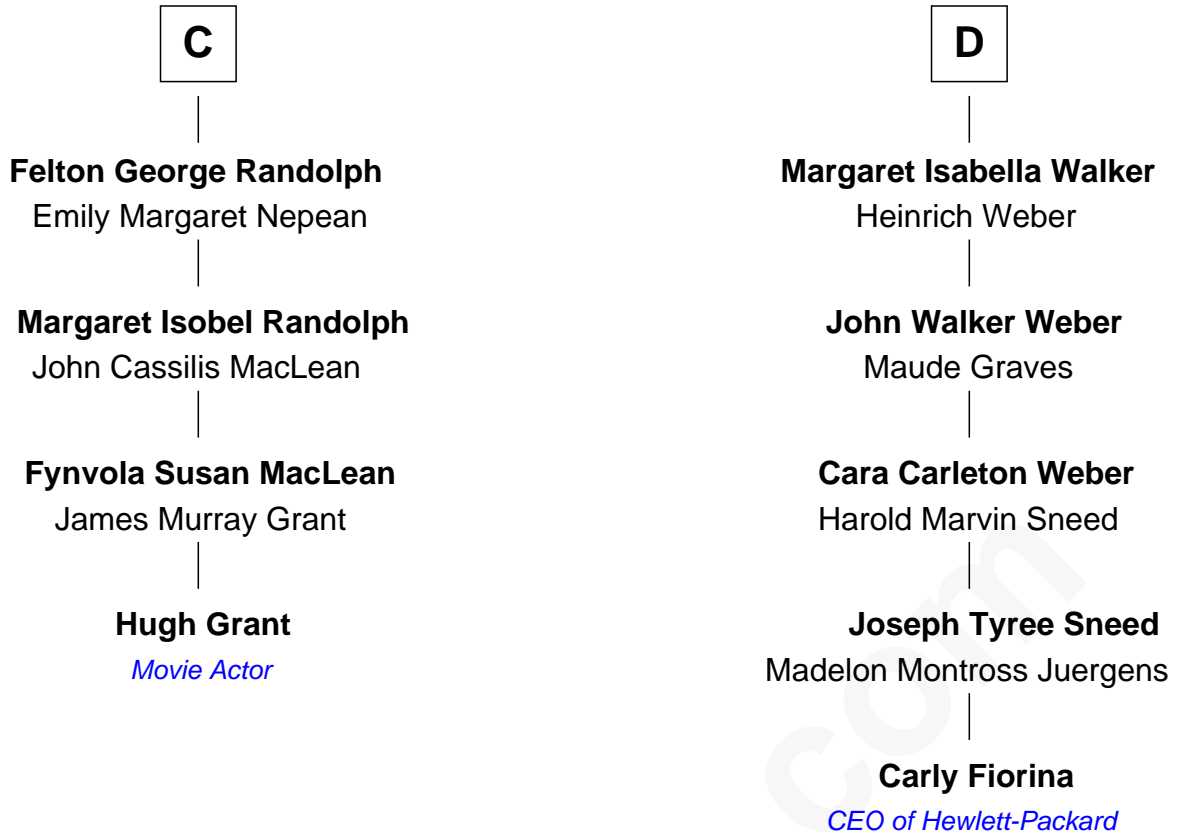 C
Felton George Randolph
Emily Margaret Nepean
Margaret Isobel Randolph
John Cassilis MacLean
Fynvola Susan MacLean
James Murray Grant
Hugh Grant
Movie Actor
D
Margaret Isabella Walker
Heinrich Weber
John Walker Weber
Maude Graves
Cara Carleton Weber
Harold Marvin Sneed
Joseph Tyree Sneed
Madelon Montross Juergens
Carly Fiorina
CEO of Hewlett-Packard
com